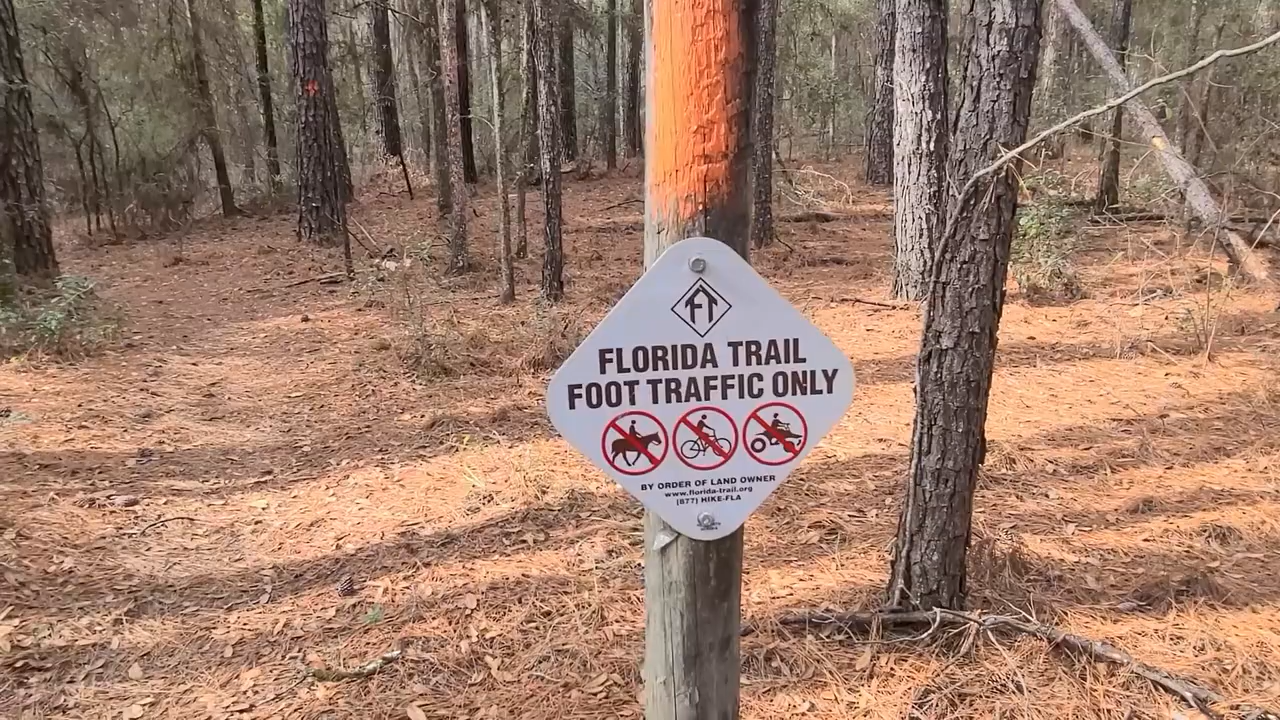 FT
FLORIDA TRAIL
FOOT TRAFFIC ONLY
BY ORDER OF LAND OWNER
www.florida-trail.org
(877) HIKE-FLA